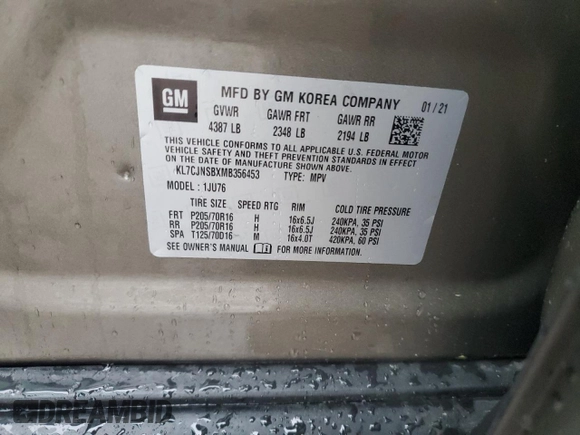 GM
MFD BY GM KOREA COMPANY 01/21
GVWR GAWR FRT GAWR RR
4387 LB 2348 LB 2194 LB
THIS VEHICLE CONFORMS TO ALL APPLICABLE U.S. FEDERAL MOTOR
VEHICLE SAFETY AND THEFT PREVENTION STANDARDS IN EFFECT ON
THE DATE OF MANUFACTURE SHOWN ABOVE.
KL7CJNSBXMB356453 TYPE: MPV
MODEL: 1JU76
TIRE SIZE SPEED RTG RIM COLD TIRE PRESSURE
FRT P205/70R16 H 16x6.5J 240KPA, 35 PSI
RR P205/70R16 H 16x6.5J 240KPA, 35 PSI
SPA T125/70D16 M 16x4.0T 420KPA, 60 PSI
SEE OWNER'S MANUAL FOR MORE INFORMATION.
IDREAMBID